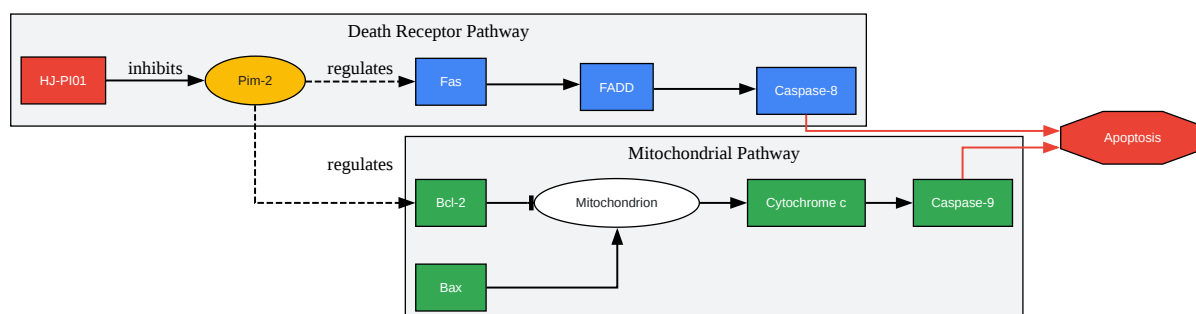 Death Receptor Pathway
HJ-PI01
inhibits
Pim-2
regulates
Fas
FADD
Caspase-8
Apoptosis
regulates
Mitochondrial Pathway
Bcl-2
Mitochondrion
Cytochrome c
Caspase-9
Bax